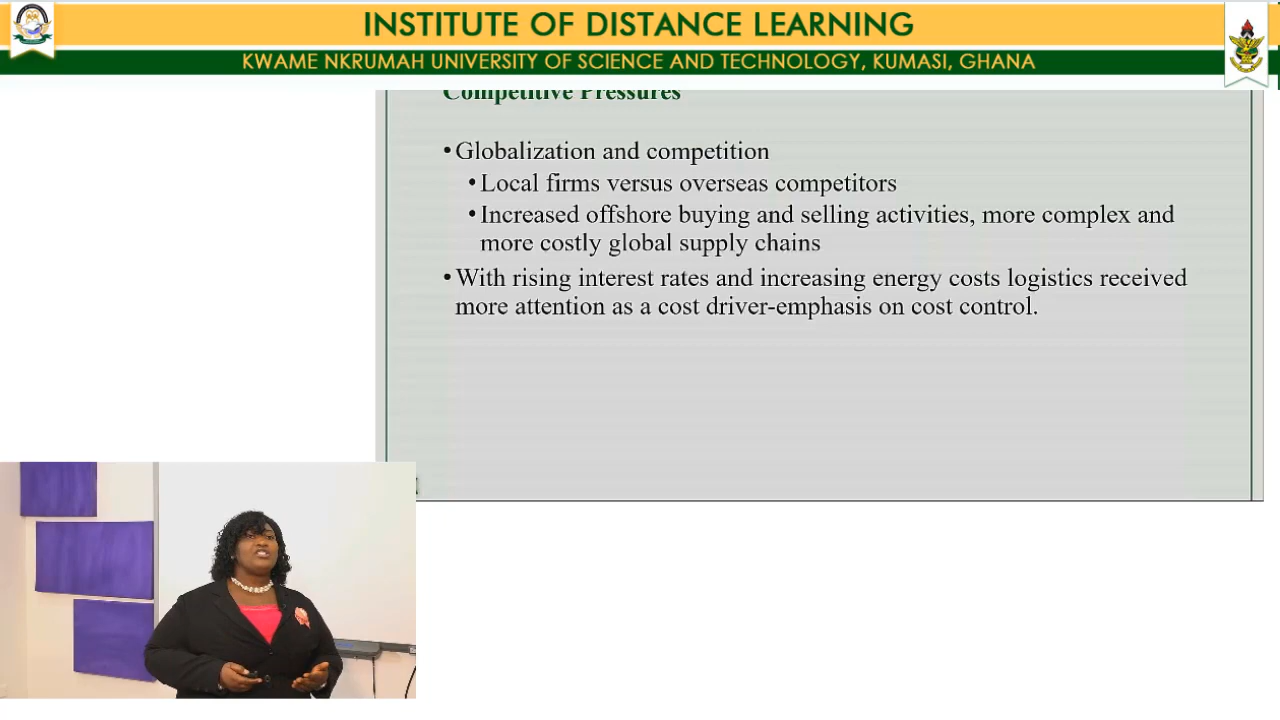 INSTITUTE OF DISTANCE LEARNING
KWAME NKRUMAH UNIVERSITY OF SCIENCE AND TECHNOLOGY, KUMASI, GHANA
Competitive Pressures
•Globalization and competition
•Local firms versus overseas competitors
•Increased offshore buying and selling activities, more complex and
more costly global supply chains
•With rising interest rates and increasing energy costs logistics received
more attention as a cost driver-emphasis on cost control.